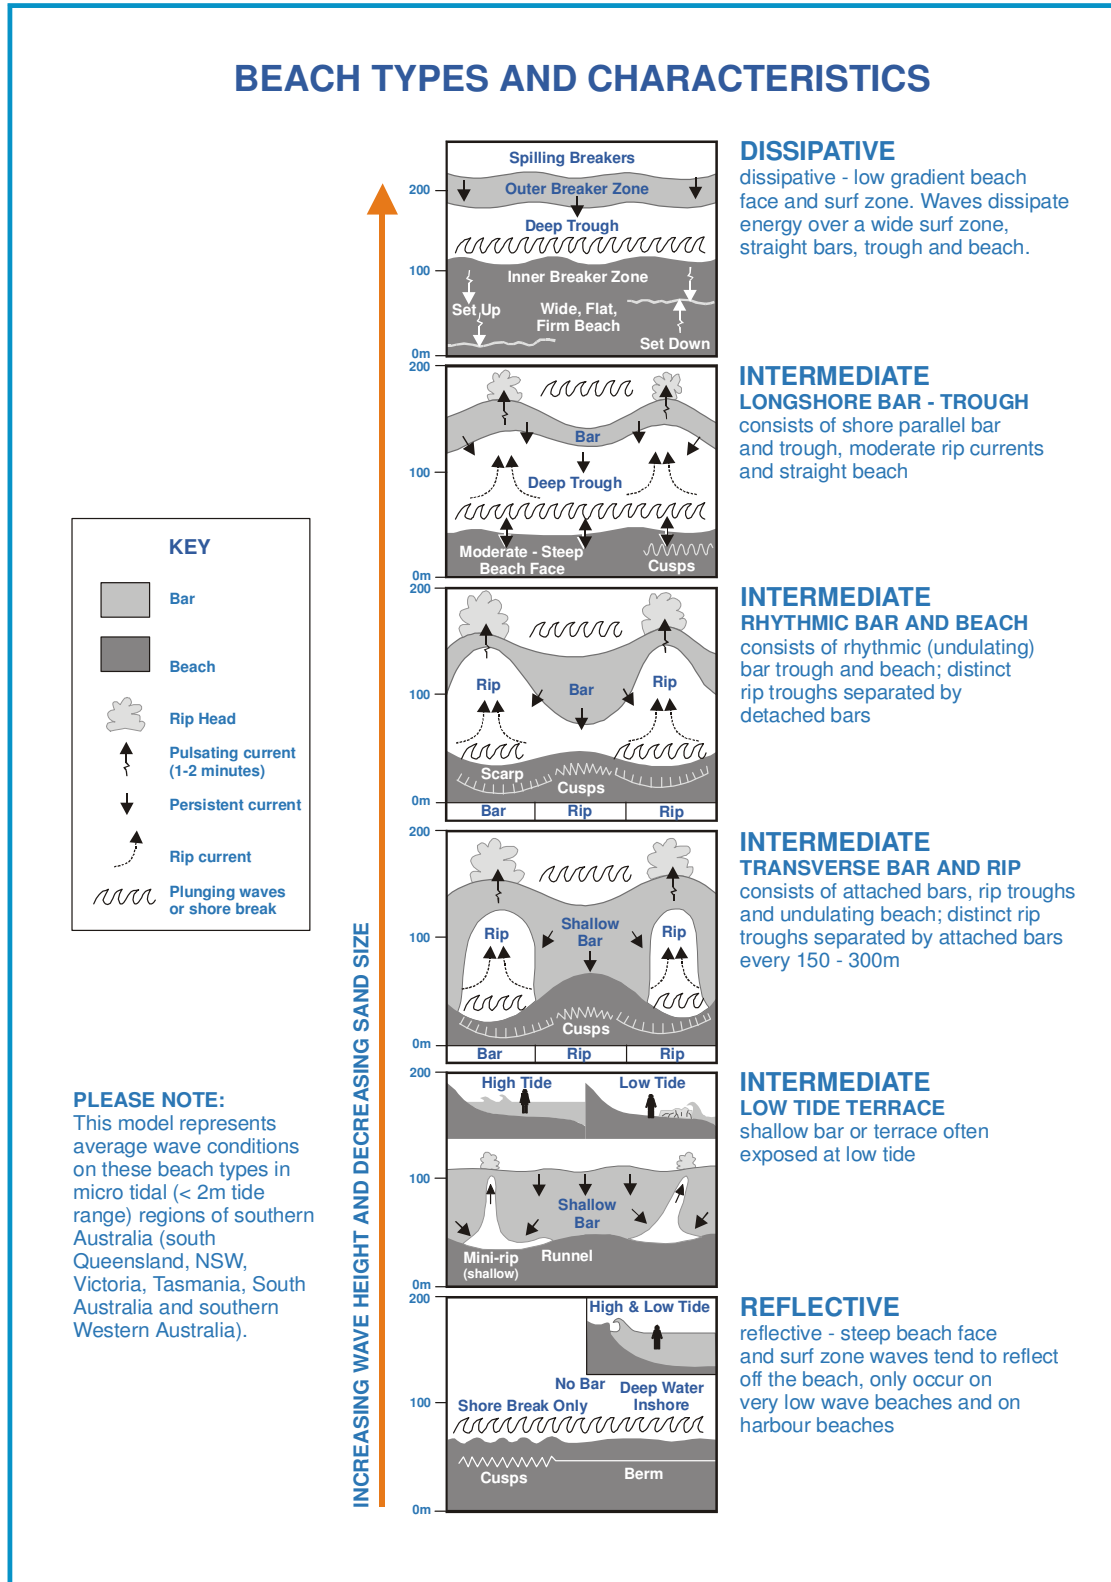 BEACH TYPES AND CHARACTERISTICS
Spilling Breakers
200
Outer Breaker Zone
Deep Trough
100
Inner Breaker Zone
Set Up
Wide, Flat,
Firm Beach
Set Down
0m
DISSIPATIVE
dissipative - low gradient beach
face and surf zone. Waves dissipate
energy over a wide surf zone,
straight bars, trough and beach.
200
Bar
100
Deep Trough
Moderate - Steep
Beach Face
Cusps
0m
INTERMEDIATE
LONGSHORE BAR - TROUGH
consists of shore parallel bar
and trough, moderate rip currents
and straight beach
KEY
Bar
Beach
Rip Head
Pulsating current
(1-2 minutes)
Persistent current
Rip current
Plunging waves
or shore break
200
Rip
Bar
Rip
100
Scarp
Cusps
0m
Bar
Rip
Rip
INTERMEDIATE
RHYTHMIC BAR AND BEACH
consists of rhythmic (undulating)
bar trough and beach; distinct
rip troughs separated by
detached bars
200
Rip
Shallow
Bar
Rip
100
Cusps
0m
Bar
Rip
Rip
INTERMEDIATE
TRANSVERSE BAR AND RIP
consists of attached bars, rip troughs
and undulating beach; distinct rip
troughs separated by attached bars
every 150 - 300m
INCREASING WAVE HEIGHT AND DECREASING SAND SIZE
PLEASE NOTE:
This model represents
average wave conditions
on these beach types in
micro tidal (< 2m tide
range) regions of southern
Australia (south
Queensland, NSW,
Victoria, Tasmania, South
Australia and southern
Western Australia).
200
High Tide
Low Tide
100
Shallow
Bar
Mini-rip
(shallow)
Runnel
0m
INTERMEDIATE
LOW TIDE TERRACE
shallow bar or terrace often
exposed at low tide
200
High & Low Tide
No Bar
Deep Water
Inshore
100
Shore Break Only
Cusps
Berm
0m
REFLECTIVE
reflective - steep beach face
and surf zone waves tend to reflect
off the beach, only occur on
very low wave beaches and on
harbour beaches